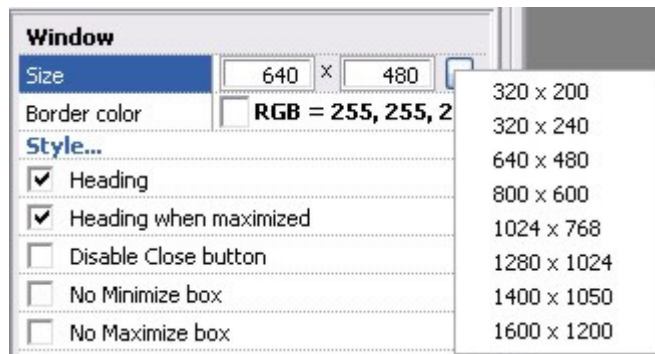 Window
Size 640 x 480
Border color RGB = 255, 255, 2
Style...
Heading
Heading when maximized
Disable Close button
No Minimize box
No Maximize box
320 x 200
320 x 240
640 x 480
800 x 600
1024 x 768
1280 x 1024
1400 x 1050
1600 x 1200